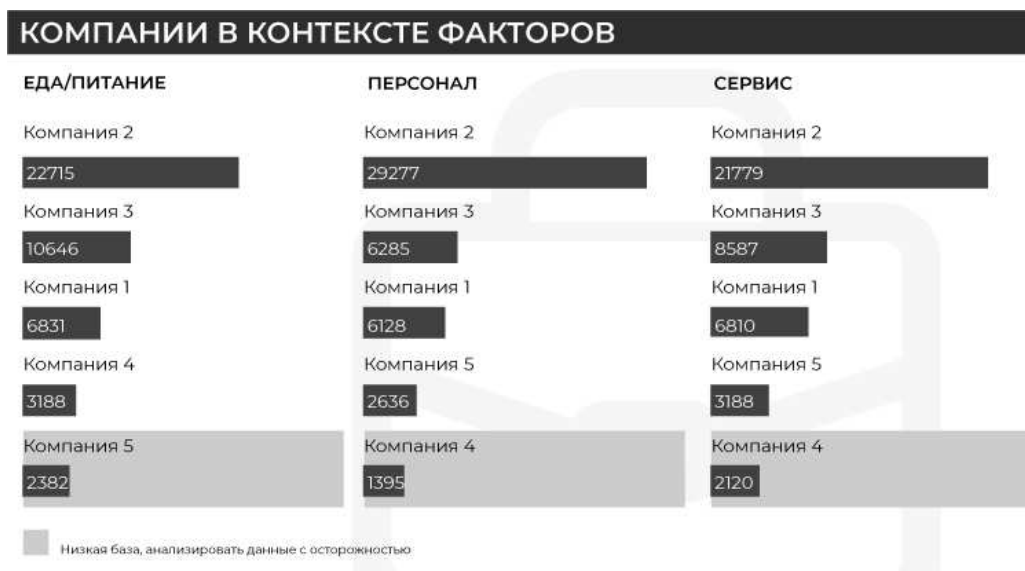 КОМПАНИИ В КОНТЕКСТЕ ФАКТОРОВ
ЕДА/ПИТАНИЕ
Компания 2
22715
Компания 3
10646
Компания 1
6831
Компания 4
3188
Компания 5
2382
ПЕРСОНАЛ
Компания 2
29277
Компания 3
6285
Компания 1
6128
Компания 5
2636
Компания 4
1395
СЕРВИС
Компания 2
21779
Компания 3
8587
Компания 1
6810
Компания 5
3188
Компания 4
2120
Низкая база, анализировать данные с осторожностью